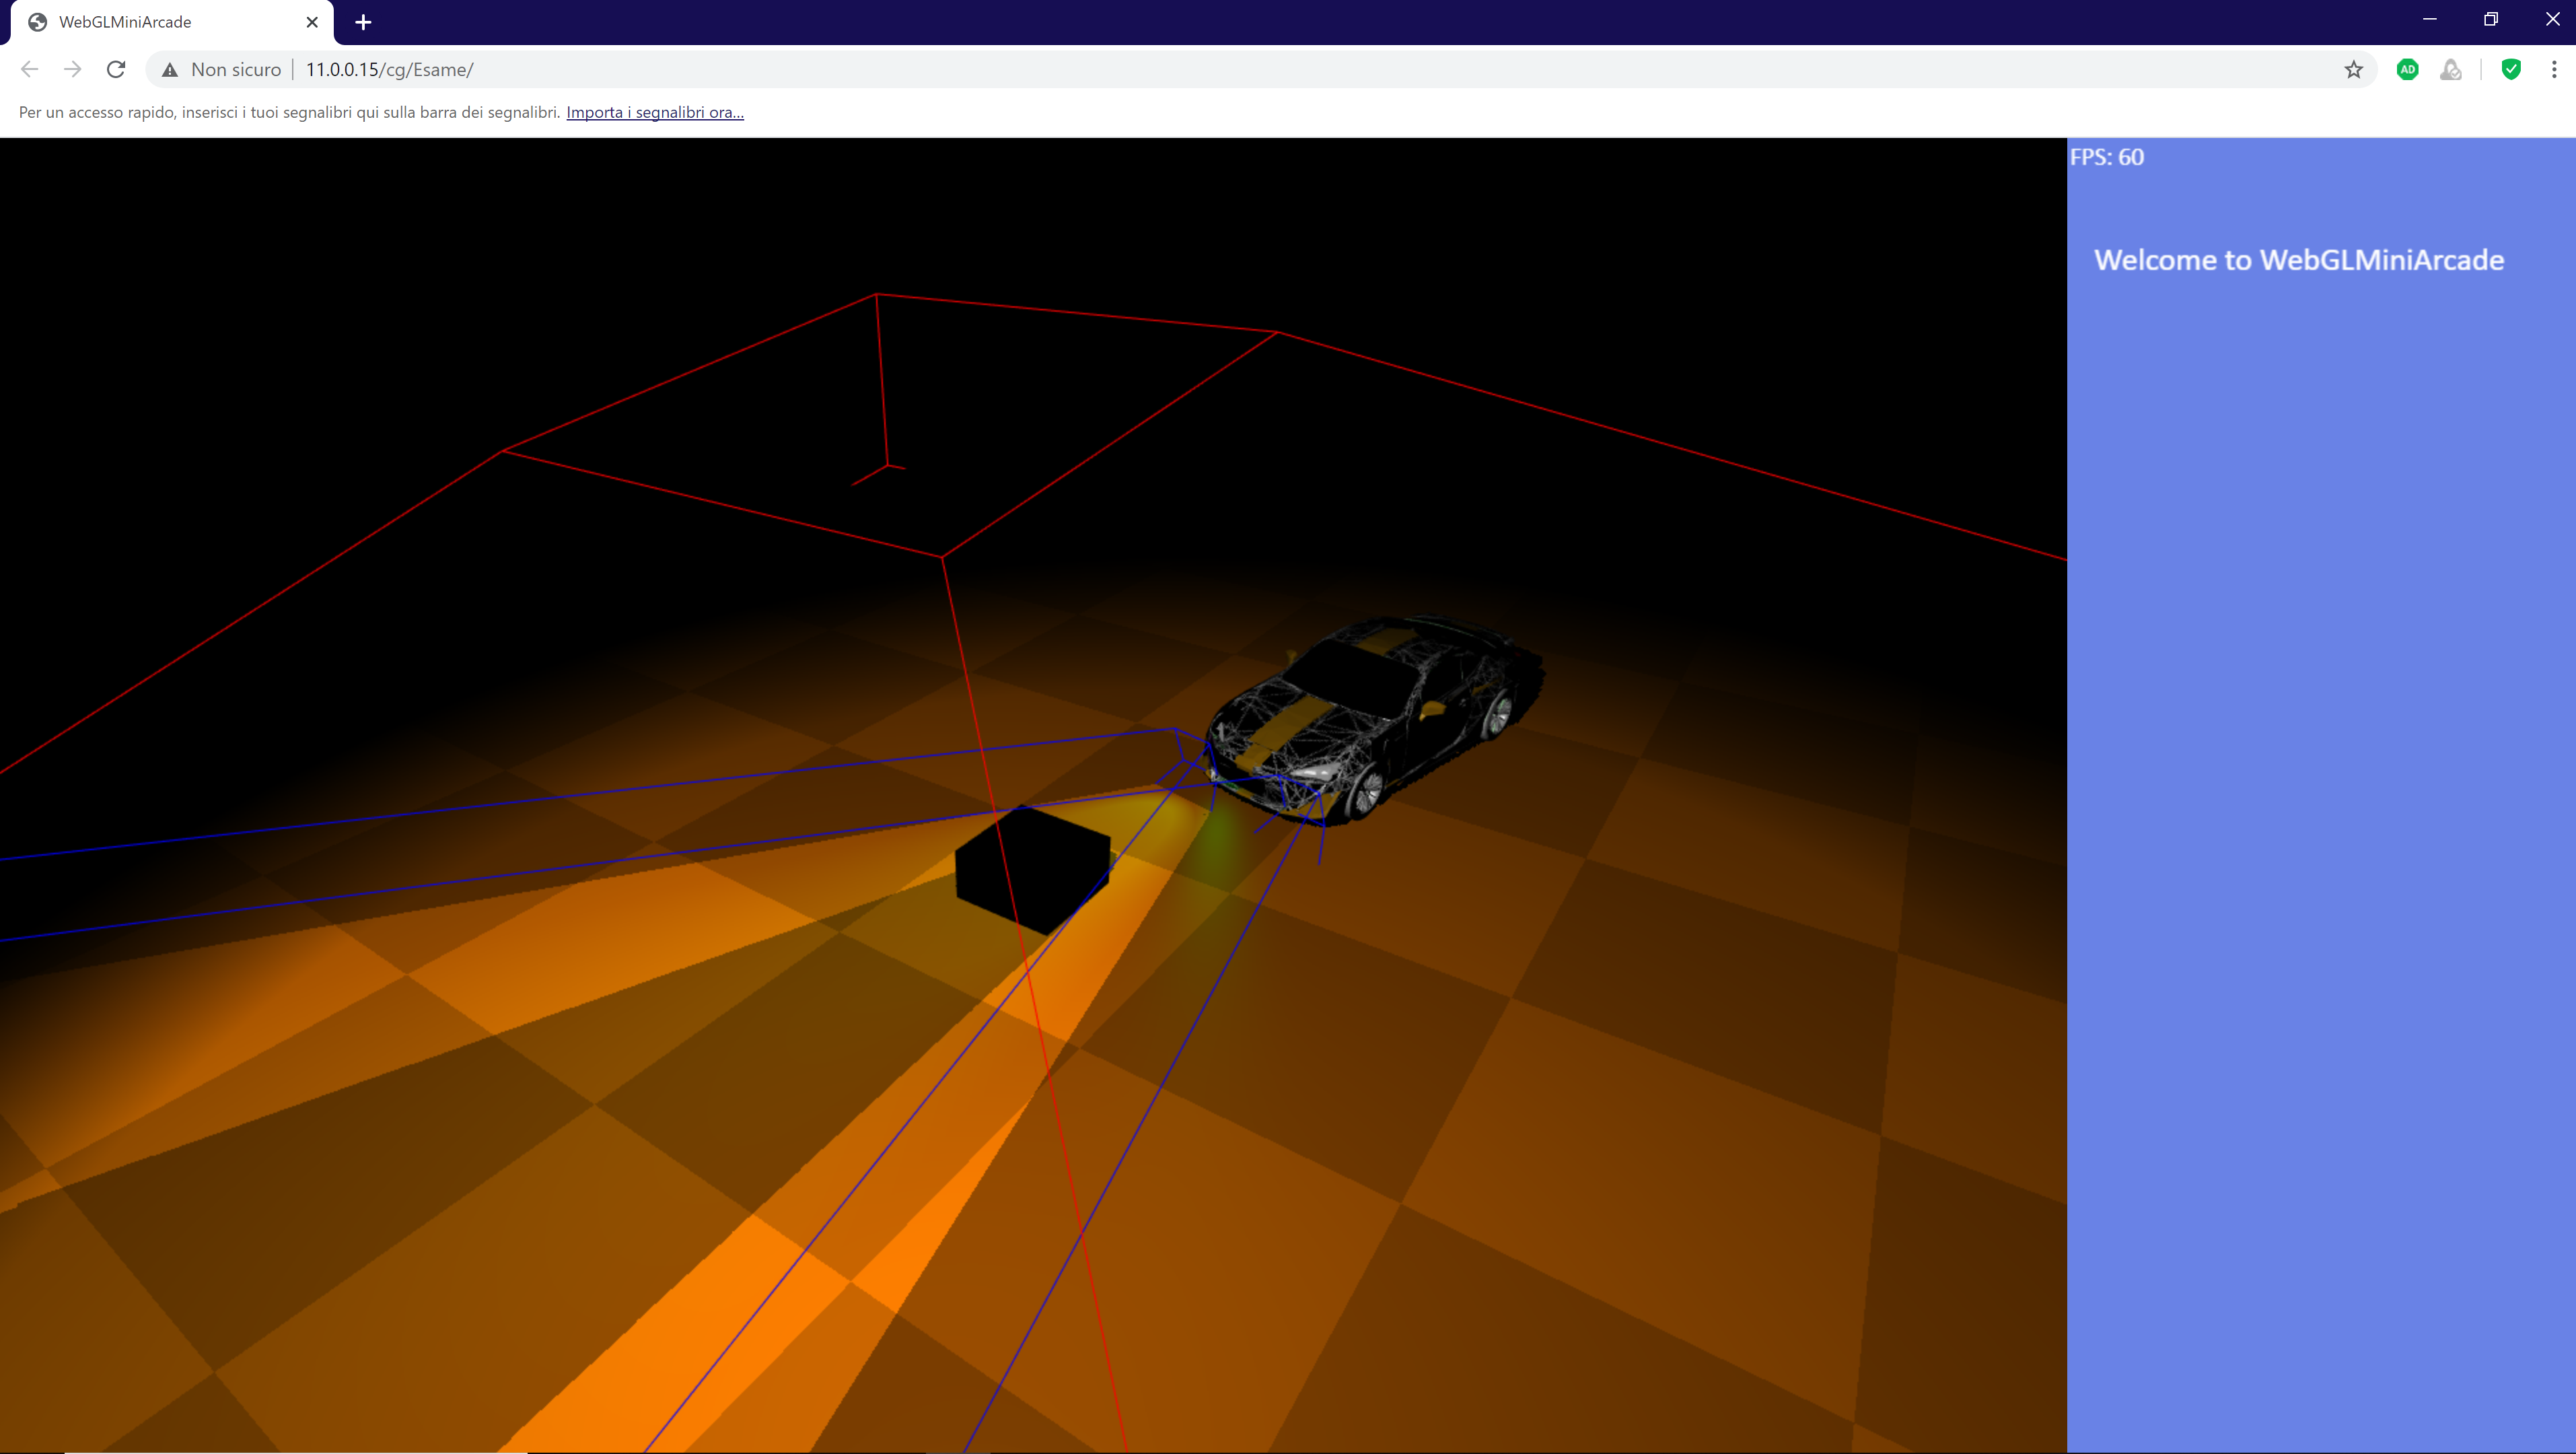 WebGLMiniArcade
Non sicuro 11.0.0.15/cg/Esame/
AD
Per un accesso rapido, inserisci i tuoi segnalibri qui sulla barra dei segnalibri. Importa i segnalibri ora...
FPS: 60
Welcome to WebGLMiniArcade